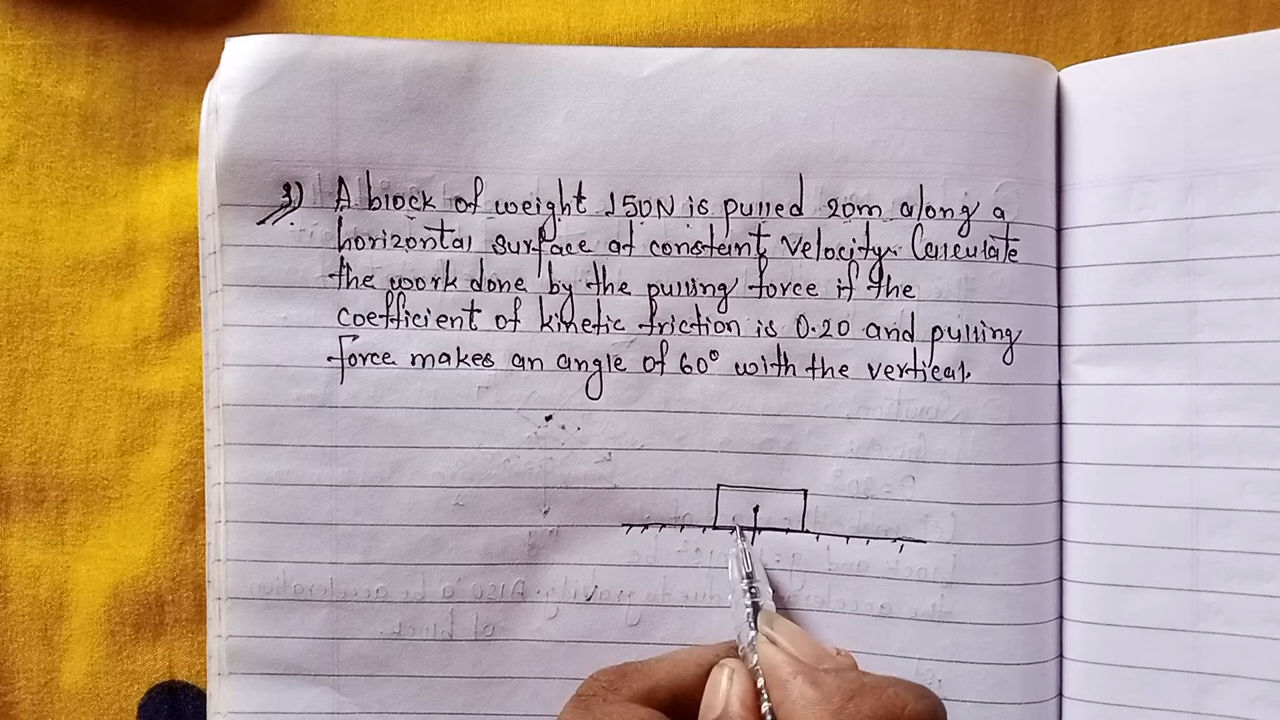 3) A block of weight 150N is pulled 20m along a
horizontal surface at constant velocity. Calculate
the work done by the pulling force if the
coefficient of kinetic friction is 0.20 and pulling
force makes an angle of 60° with the vertical.